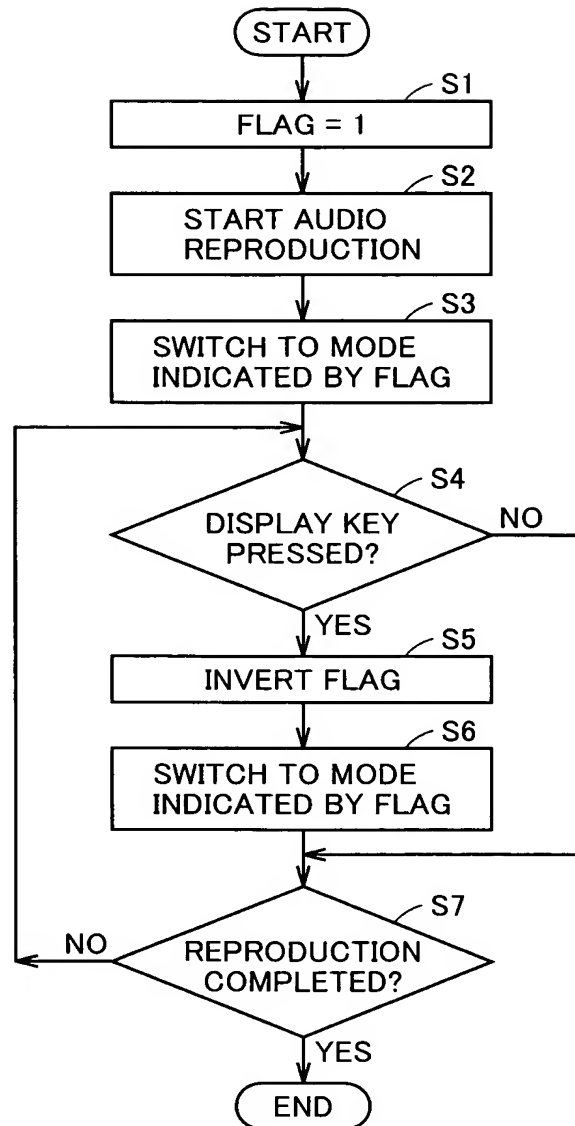 START
S1
FLAG = 1
S2
START AUDIO
REPRODUCTION
S3
SWITCH TO MODE
INDICATED BY FLAG
S4
DISPLAY KEY
PRESSED?
NO
YES
S5
INVERT FLAG
S6
SWITCH TO MODE
INDICATED BY FLAG
S7
NO
REPRODUCTION
COMPLETED?
YES
END